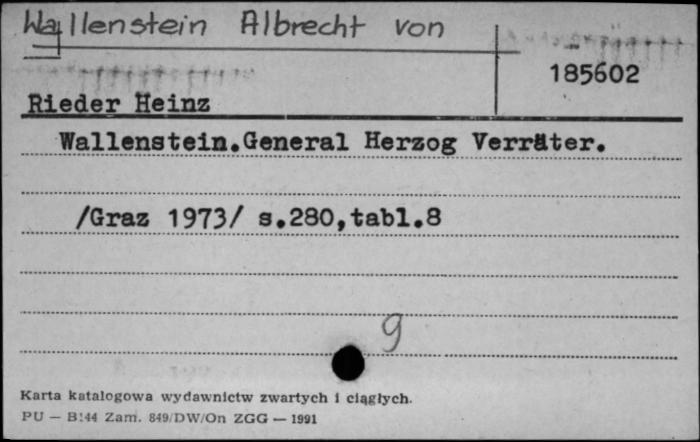 Wallenstein Albrecht von
185602
Rieder Heinz
Wallenstein.General Herzog Verräter.
/Graz 1973/ s.280,tabl.8
9
Karta katalogowa wydawnictw zwartych i ciągłych.
PU — B!44 Zam. 849/DW/On ZGG — 1991